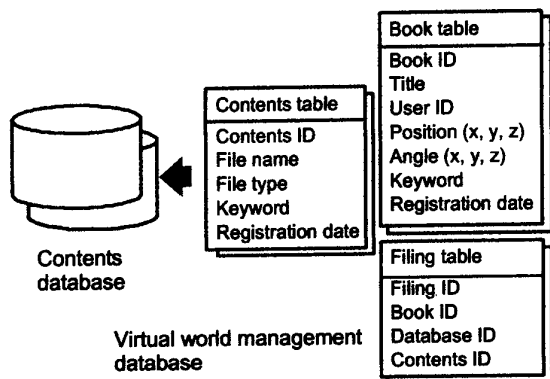 Book table
Book ID
Title
User ID
Position (x, y, z)
Angle (x, y, z)
Keyword
Registration date
Contents table
Contents ID
File name
File type
Keyword
Registration date
Contents
database
Filing table
Filing ID
Book ID
Database ID
Contents ID
Virtual world management
database